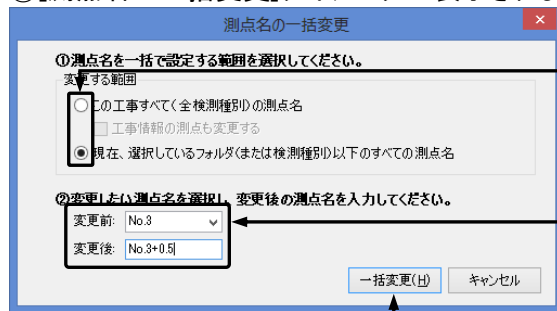 測点名の一括変更
①測点名を一括で設定する範囲を選択してください。
変更する範囲
この工事すべて(全検測種別)の測点名
工事情報の測点も変更する
現在、選択しているフォルダ(または検測種別)以下のすべての測点名
②変更したい測点名を選択し、変更後の測点名を入力してください。
変更前: No.3
変更後: No.3+0.5
一括変更(H) キャンセル